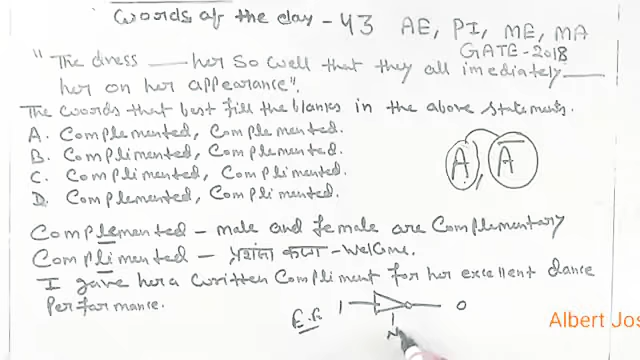 Words of the day - 43 AE, PI, ME, MA
GATE-2018
"The dress ___ her so well that they all imediately ___
her on her appearance".
The words that best fill the blanks in the above statements.
A. Complemented, Complemented.
B. Complimented, Complemented.
C. Complimented, Complimented.
D. Complemented, Complimented.
A, A̅
Complemented - male and female are Complementary
Complimented - प्रशंसा करना - Welcome.
I gave her a written Compliment for her excellent dance
Performance.
E.g 1 0
N
Albert Jos